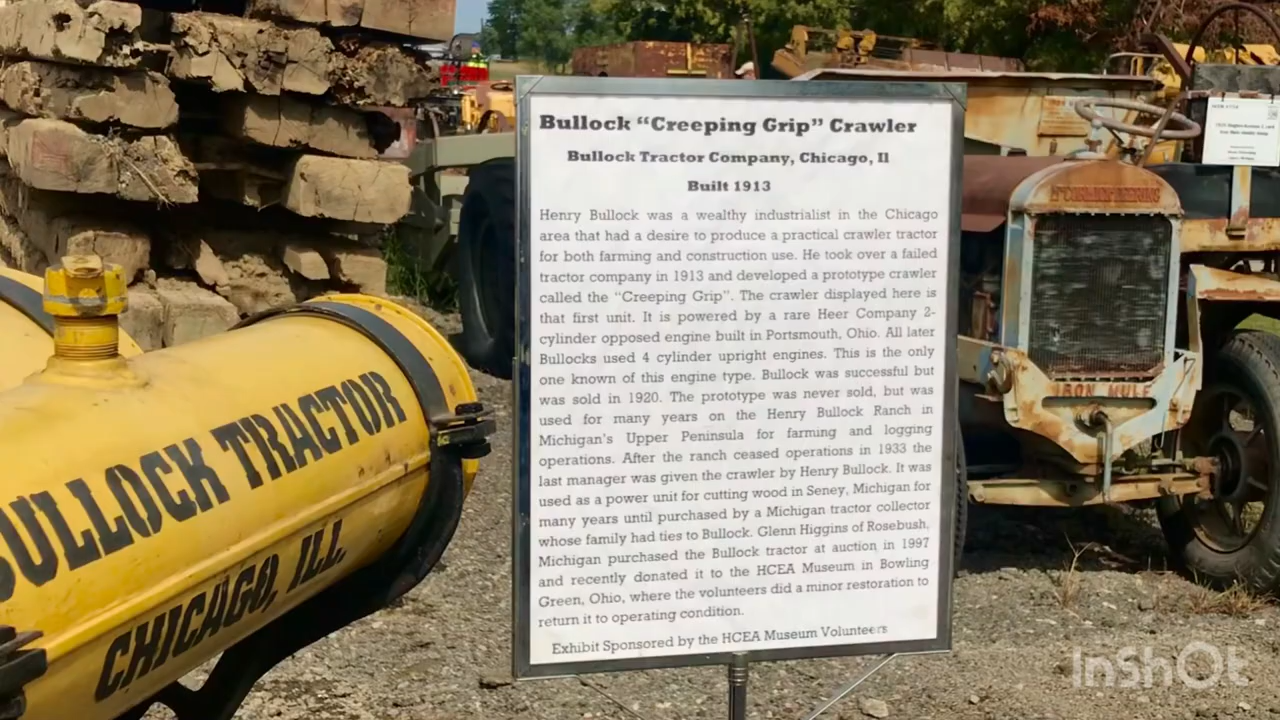 Bullock "Creeping Grip" Crawler
Bullock Tractor Company, Chicago, Il
Built 1913
Henry Bullock was a wealthy industrialist in the Chicago
area that had a desire to produce a practical crawler tractor
for both farming and construction use. He took over a failed
tractor company in 1913 and developed a prototype crawler
called the "Creeping Grip". The crawler displayed here is
that first unit. It is powered by a rare Heer Company 2-
cylinder opposed engine built in Portsmouth, Ohio. All later
Bullocks used 4 cylinder upright engines. This is the only
one known of this engine type. Bullock was successful but
was sold in 1920. The prototype was never sold, but was
used for many years on the Henry Bullock Ranch in
Michigan's Upper Peninsula for farming and logging
operations. After the ranch ceased operations in 1933 the
last manager was given the crawler by Henry Bullock. It was
used as a power unit for cutting wood in Seney, Michigan for
many years until purchased by a Michigan tractor collector
whose family had ties to Bullock. Glenn Higgins of Rosebush,
Michigan purchased the Bullock tractor at auction in 1997
and recently donated it to the HCEA Museum in Bowling
Green, Ohio, where the volunteers did a minor restoration to
return it to operating condition.
Exhibit Sponsored by the HCEA Museum Volunteers
BULLOCK TRACTOR
CHICAGO, ILL.
IRON MULE
InShOt